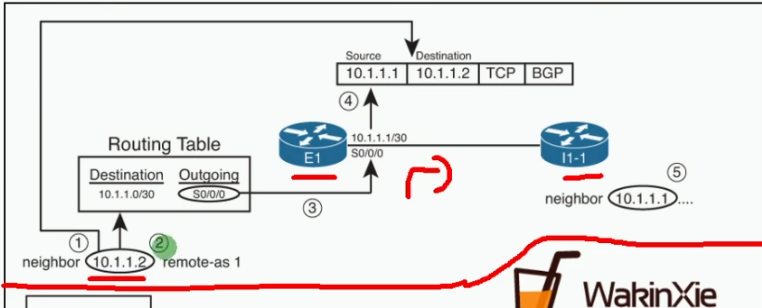 Source Destination
10.1.1.1 10.1.1.2 TCP BGP
④
10.1.1.1/30
E1 S0/0/0 I1-1
Routing Table
Destination Outgoing
10.1.1.0/30 S0/0/0
③
⑤
neighbor 10.1.1.1 ....
① ②
neighbor 10.1.1.2 remote-as 1
WakinXie